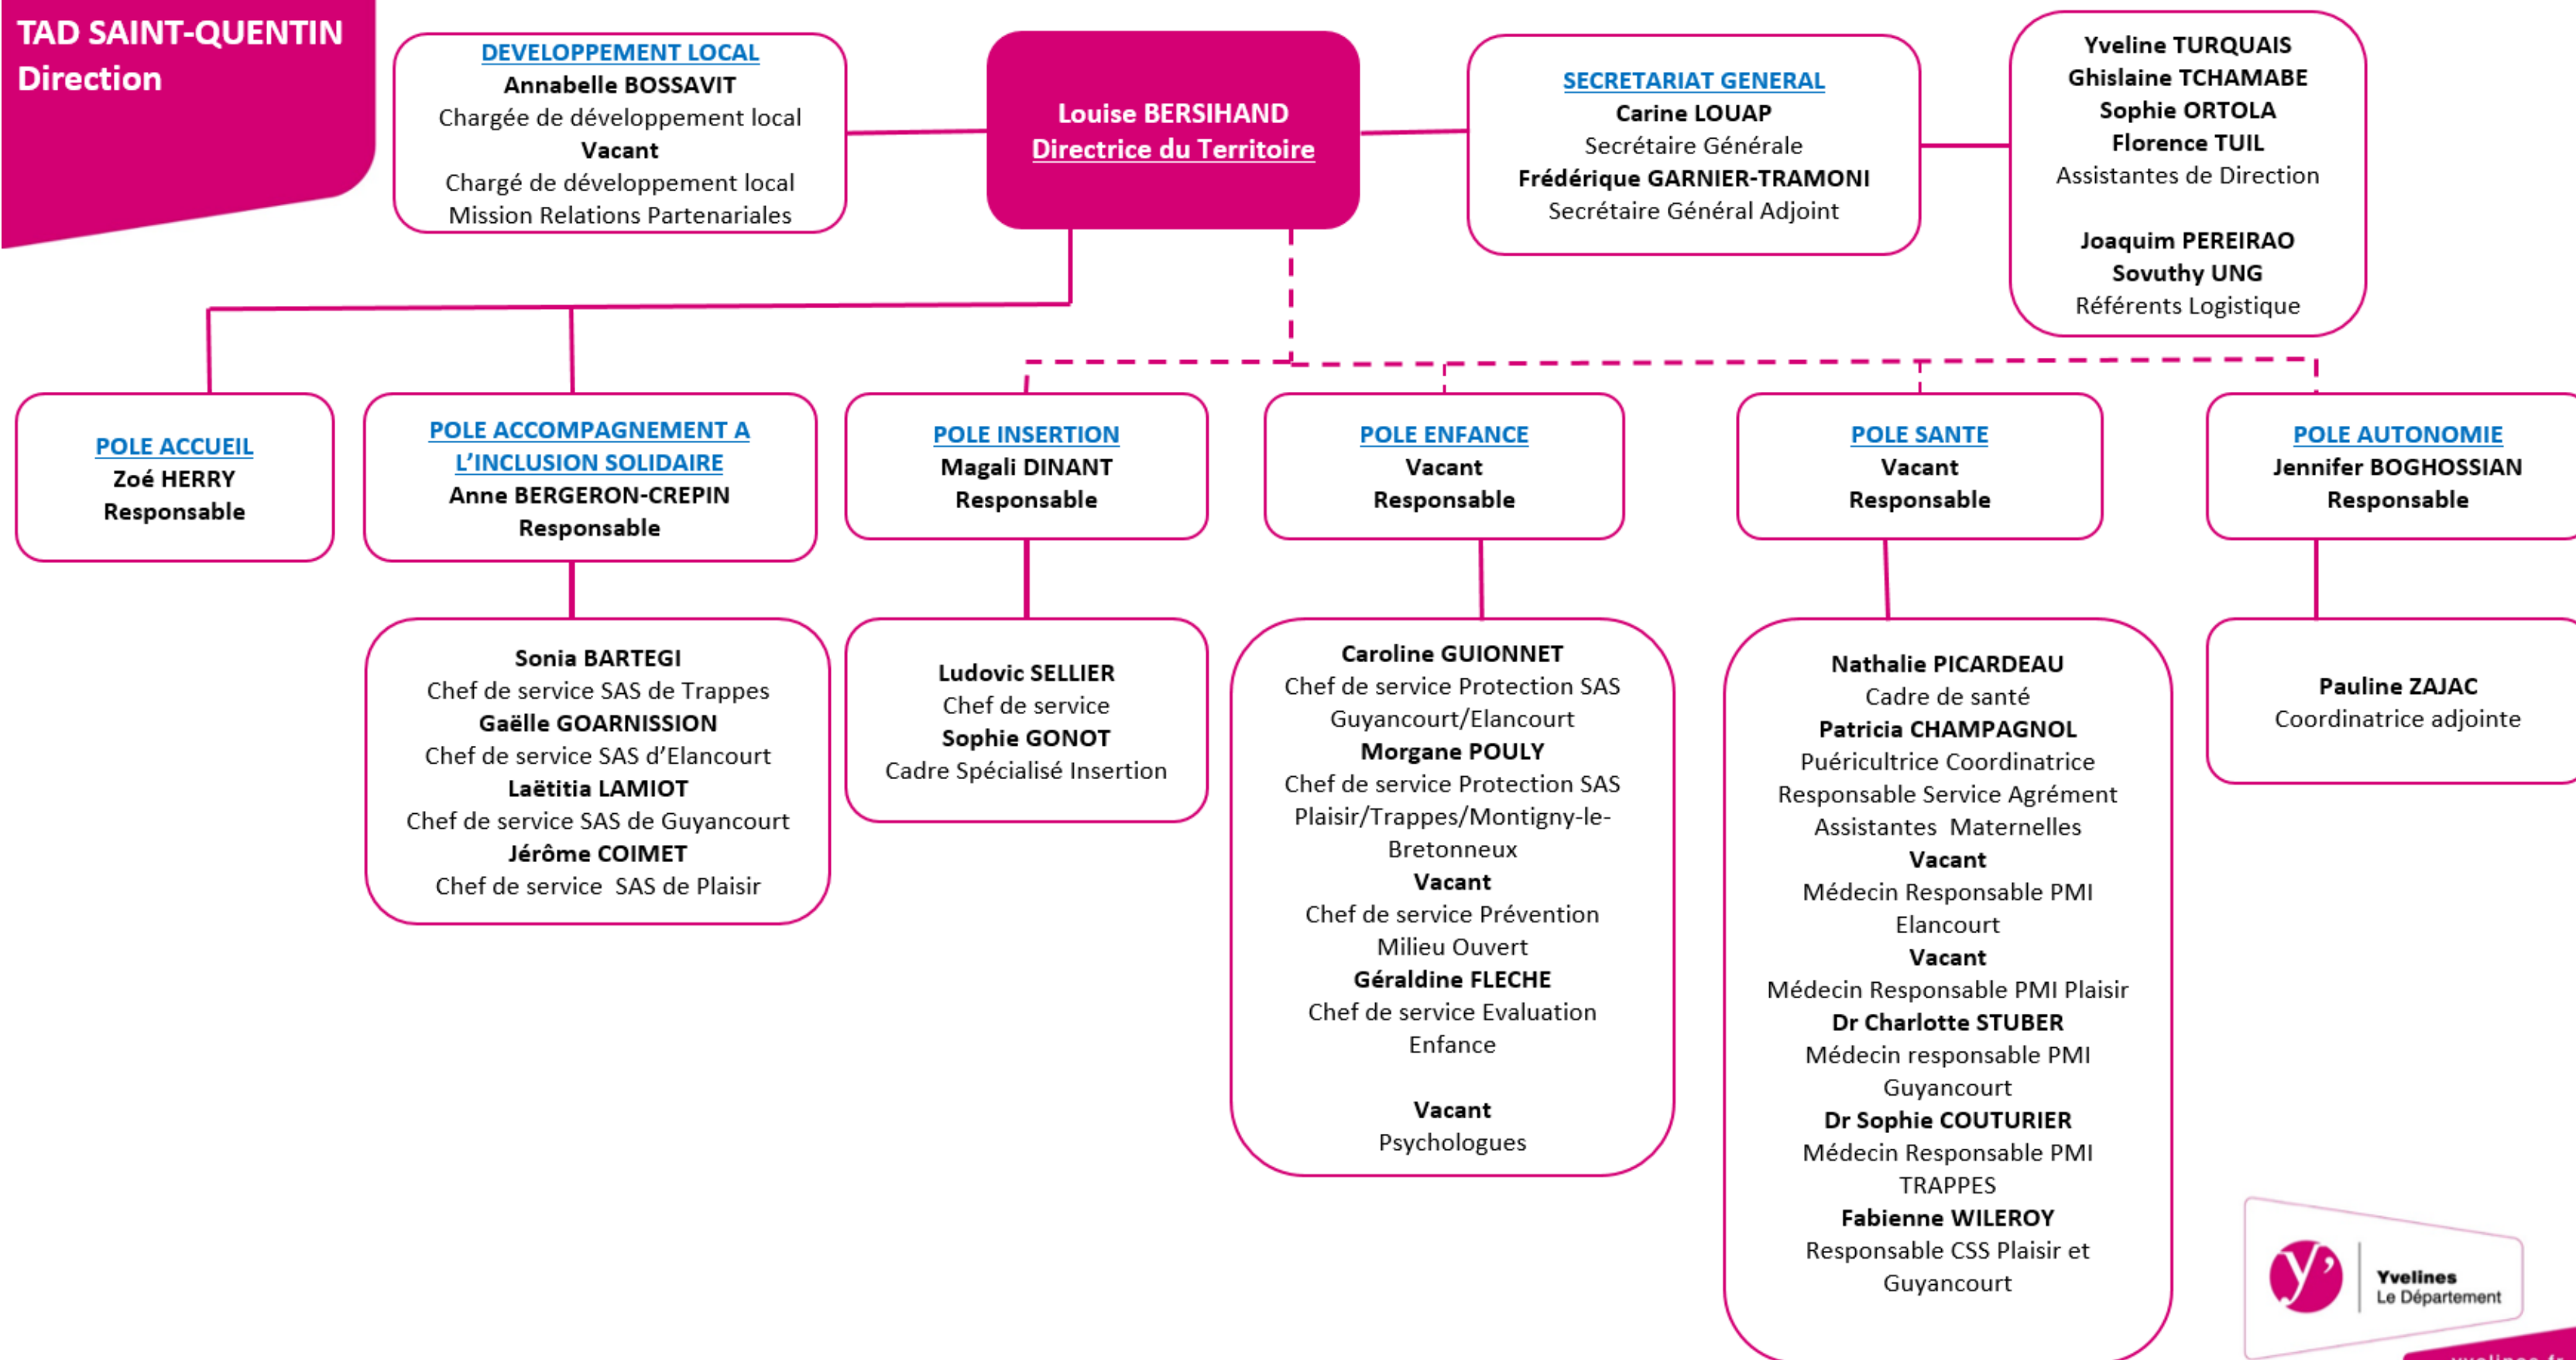 TAD SAINT-QUENTIN
Direction
DEVELOPPEMENT LOCAL
Annabelle BOSSAVIT
Chargée de développement local
Vacant
Chargé de développement local
Mission Relations Partenariales
Louise BERSIHAND
Directrice du Territoire
SECRETARIAT GENERAL
Carine LOUAP
Secrétaire Générale
Frédérique GARNIER-TRAMONI
Secrétaire Général Adjoint
Yveline TURQUAIS
Ghislaine TCHAMABE
Sophie ORTOLA
Florence TUIL
Assistantes de Direction
Joaquim PEREIRAO
Sovuthy UNG
Référents Logistique
POLE ACCUEIL
Zoé HERRY
Responsable
POLE ACCOMPAGNEMENT A
L’INCLUSION SOLIDAIRE
Anne BERGERON-CREPIN
Responsable
POLE INSERTION
Magali DINANT
Responsable
POLE ENFANCE
Vacant
Responsable
POLE SANTE
Vacant
Responsable
POLE AUTONOMIE
Jennifer BOGHOSSIAN
Responsable
Sonia BARTEGI
Chef de service SAS de Trappes
Gaëlle GOARNISSION
Chef de service SAS d’Elancourt
Laëtitia LAMIOT
Chef de service SAS de Guyancourt
Jérôme COIMET
Chef de service  SAS de Plaisir
Ludovic SELLIER
Chef de service
Sophie GONOT
Cadre Spécialisé Insertion
Caroline GUIONNET
Chef de service Protection SAS
Guyancourt/Elancourt
Morgane POULY
Chef de service Protection SAS
Plaisir/Trappes/Montigny-le-
Bretonneux
Vacant
Chef de service Prévention
Milieu Ouvert
Géraldine FLECHE
Chef de service Evaluation
Enfance
Vacant
Psychologues
Nathalie PICARDEAU
Cadre de santé
Patricia CHAMPAGNOL
Puéricultrice Coordinatrice
Responsable Service Agrément
Assistantes  Maternelles
Vacant
Médecin Responsable PMI
Elancourt
Vacant
Médecin Responsable PMI Plaisir
Dr Charlotte STUBER
Médecin responsable PMI
Guyancourt
Dr Sophie COUTURIER
Médecin Responsable PMI
TRAPPES
Fabienne WILEROY
Responsable CSS Plaisir et
Guyancourt
Pauline ZAJAC
Coordinatrice adjointe
y’
Yvelines
Le Département